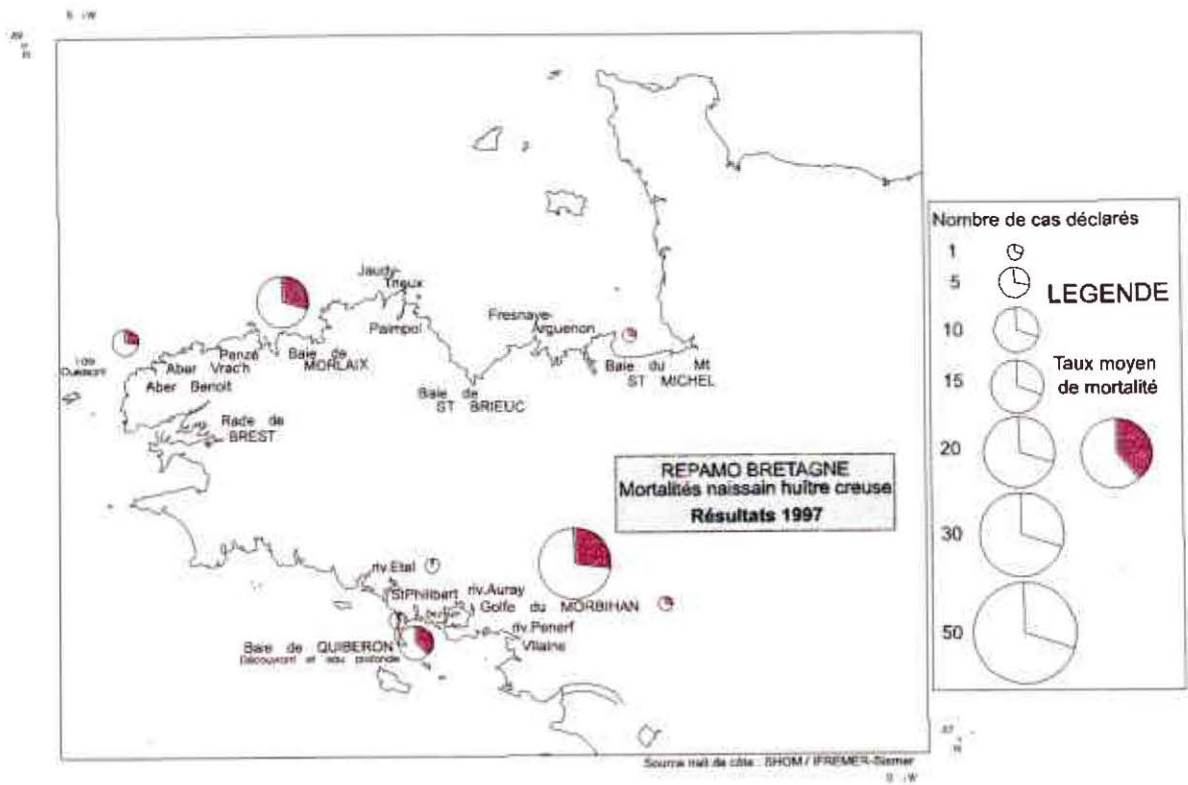 Nombre de cas déclarés
1
5
LEGENDE
10
15
Taux moyen
de mortalité
20
30
50
Jaudy-
Trieux
Paimpol
Fresnaye-
Arguenon
Penzé
Baie de
MORLAIX
Aber Vrac'h
Aber Benoit
Baie du Mt
ST MICHEL
Baie de
ST BRIEUC
Rade de
BREST
REPAMO BRETAGNE
Mortalités naissain huître creuse
Résultats 1997
riv.Etel
StPhilibert
riv.Auray
Golfe du MORBIHAN
riv.Penerf
Vilaine
Baie de QUIBERON
Découvrant et eau profonde
Source trait de côte : SHOM / IFREMER-Sismer